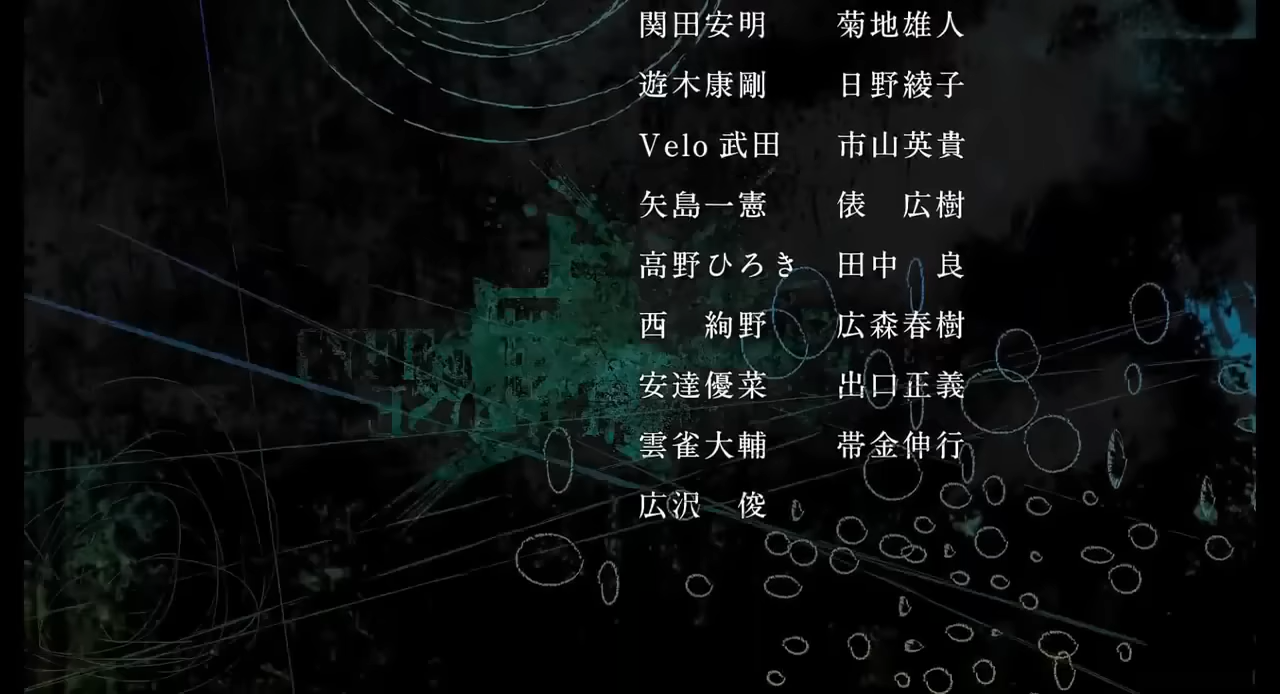 関田安明　菊地雄人
遊木康剛　日野綾子
Velo 武田　市山英貴
矢島一憲　俵　広樹
高野ひろき　田中　良
西　絢野　広森春樹
安達優菜　出口正義
雲雀大輔　帯金伸行
広沢　俊